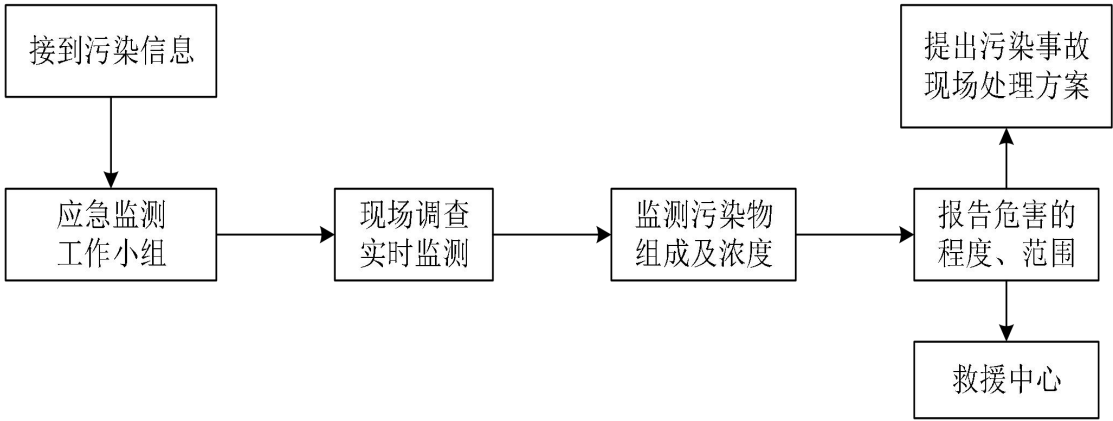 接到污染信息
应急监测
工作小组
现场调查
实时监测
监测污染物
组成及浓度
报告危害的
程度、范围
提出污染事故
现场处理方案
救援中心